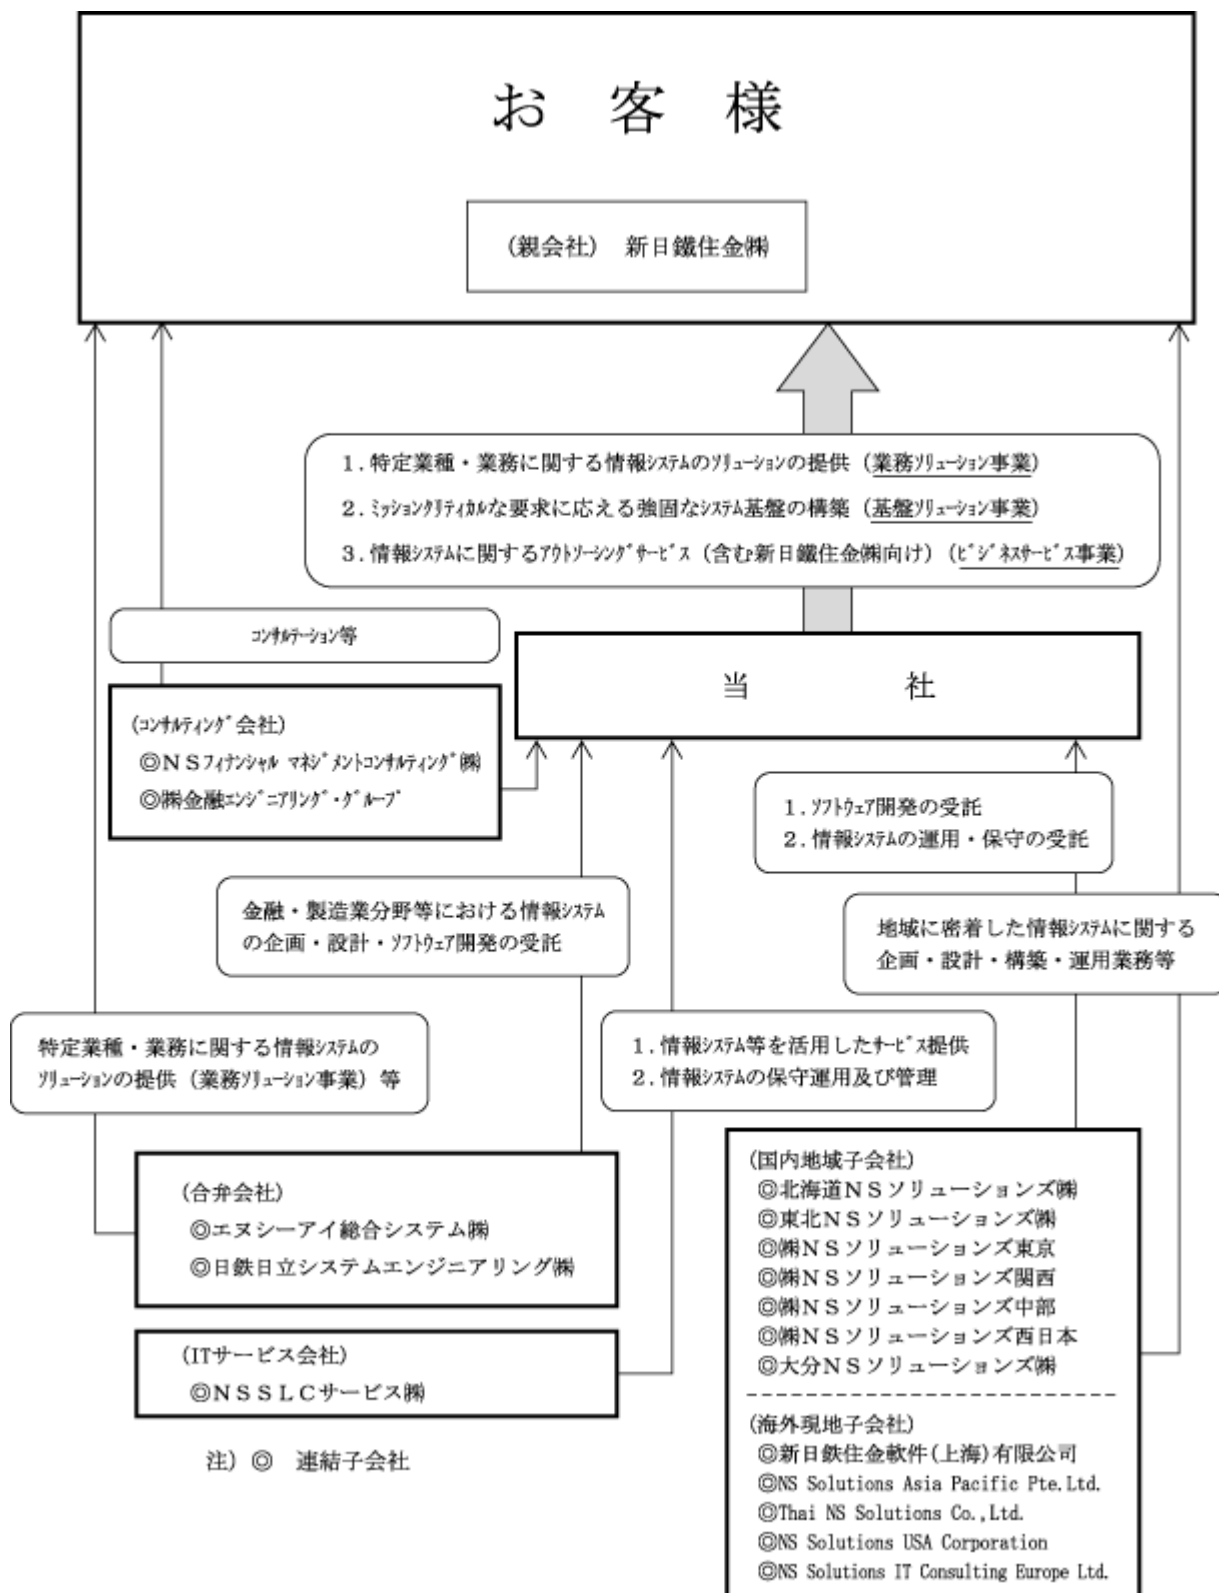 お 客 様
(親会社) 新日鐵住金㈱
1．特定業種・業務に関する情報ｼｽﾃﾑのｿﾘｭｰｼｮﾝの提供（業務ｿﾘｭｰｼｮﾝ事業）
2．ﾐｯｼｮﾝｸﾘﾃｨｶﾙな要求に応える強固なｼｽﾃﾑ基盤の構築（基盤ｿﾘｭｰｼｮﾝ事業）
3．情報ｼｽﾃﾑに関するｱｳﾄｿｰｼﾝｸﾞｻｰﾋﾞｽ（含む新日鐵住金㈱向け）（ﾋﾞｼﾞﾈｽｻｰﾋﾞｽ事業）
ｺﾝｻﾙﾃｰｼｮﾝ等
当 社
(ｺﾝｻﾙﾃｨﾝｸﾞ会社)
◎ＮＳﾌｨﾅﾝｼｬﾙ ﾏﾈｼﾞﾒﾝﾄｺﾝｻﾙﾃｨﾝｸﾞ㈱
◎㈱金融ｴﾝｼﾞﾆｱﾘﾝｸﾞ・ｸﾞﾙｰﾌﾟ
1．ｿﾌﾄｳｪｱ開発の受託
2．情報ｼｽﾃﾑの運用・保守の受託
金融・製造業分野等における情報ｼｽﾃﾑ
の企画・設計・ｿﾌﾄｳｪｱ開発の受託
地域に密着した情報ｼｽﾃﾑに関する
企画・設計・構築・運用業務等
特定業種・業務に関する情報ｼｽﾃﾑの
ｿﾘｭｰｼｮﾝの提供（業務ｿﾘｭｰｼｮﾝ事業）等
1．情報ｼｽﾃﾑ等を活用したｻｰﾋﾞｽ提供
2．情報ｼｽﾃﾑの保守運用及び管理
(合弁会社)
◎エヌシーアイ総合システム㈱
◎日鉄日立システムエンジニアリング㈱
(ITサービス会社)
◎ＮＳＳＬＣサービス㈱
注）◎ 連結子会社
(国内地域子会社)
◎北海道ＮＳソリューションズ㈱
◎東北ＮＳソリューションズ㈱
◎㈱ＮＳソリューションズ東京
◎㈱ＮＳソリューションズ関西
◎㈱ＮＳソリューションズ中部
◎㈱ＮＳソリューションズ西日本
◎大分ＮＳソリューションズ㈱
(海外現地子会社)
◎新日鉄住金軟件(上海)有限公司
◎NS Solutions Asia Pacific Pte.Ltd.
◎Thai NS Solutions Co.,Ltd.
◎NS Solutions USA Corporation
◎NS Solutions IT Consulting Europe Ltd.